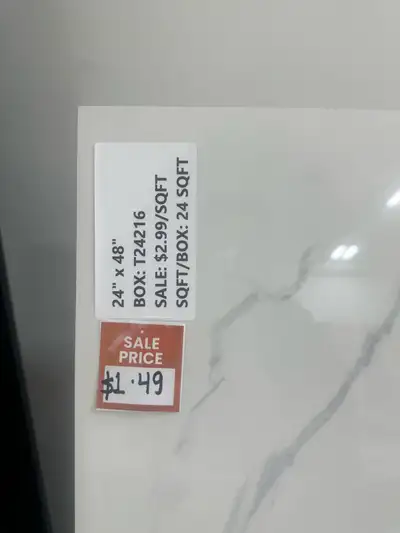 24" x 48"
BOX: T24216
SALE: $2.99/SQFT
SQFT/BOX: 24 SQFT
SALE
PRICE
$1.49